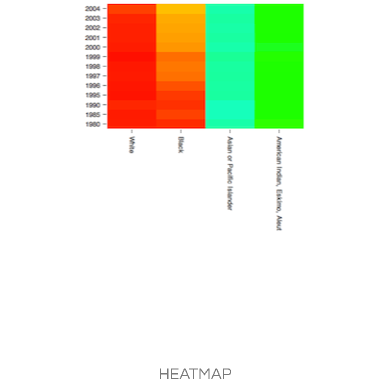 2004
2003
2002
2001
2000
1999
1998
1997
1996
1995
1990
1985
1980
White
Black
Asian or Pacific Islander
American Indian, Eskimo, Aleut
HEATMAP